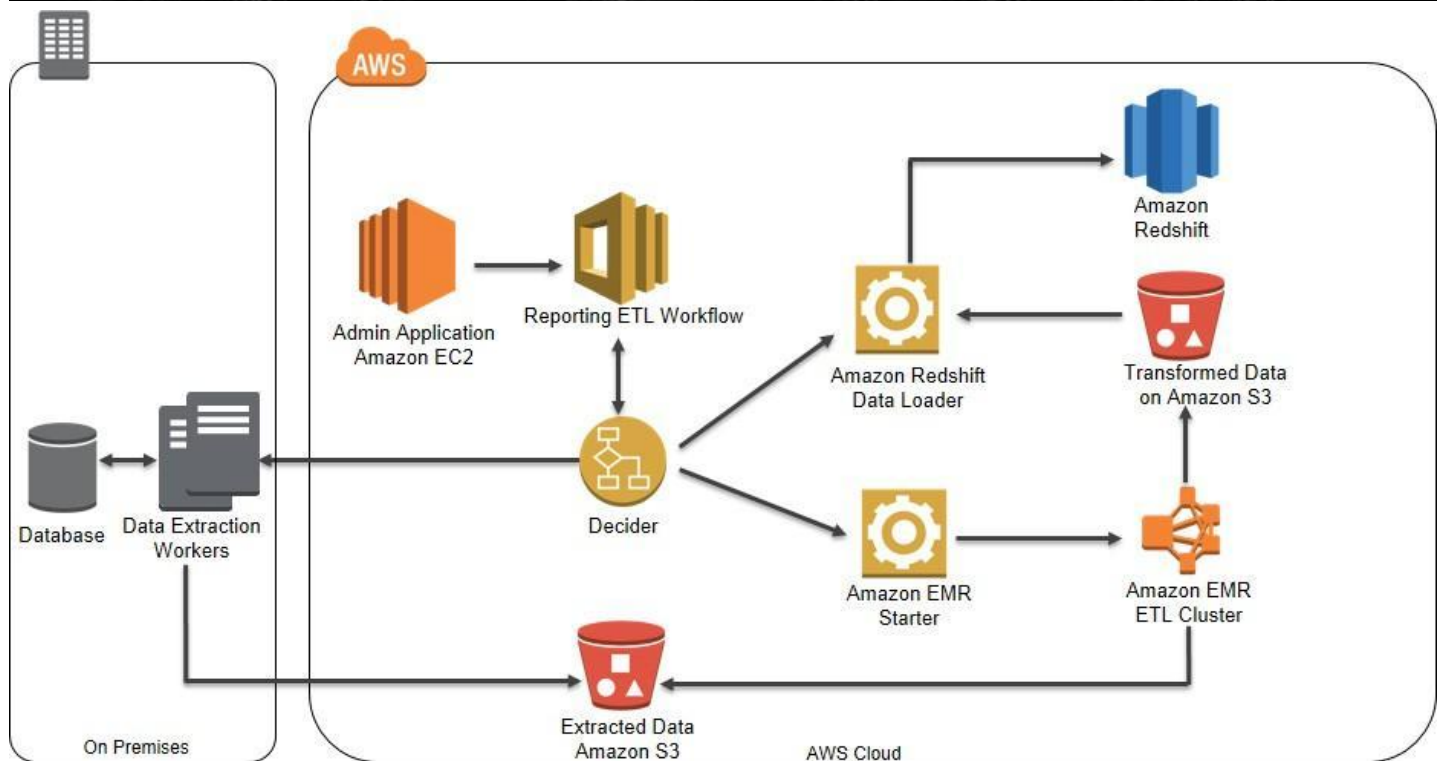 AWS
Amazon
Redshift
Admin Application
Amazon EC2
Reporting ETL Workflow
Amazon Redshift
Data Loader
Transformed Data
on Amazon S3
Database
Data Extraction
Workers
Decider
Amazon EMR
Starter
Amazon EMR
ETL Cluster
Extracted Data
Amazon S3
On Premises
AWS Cloud